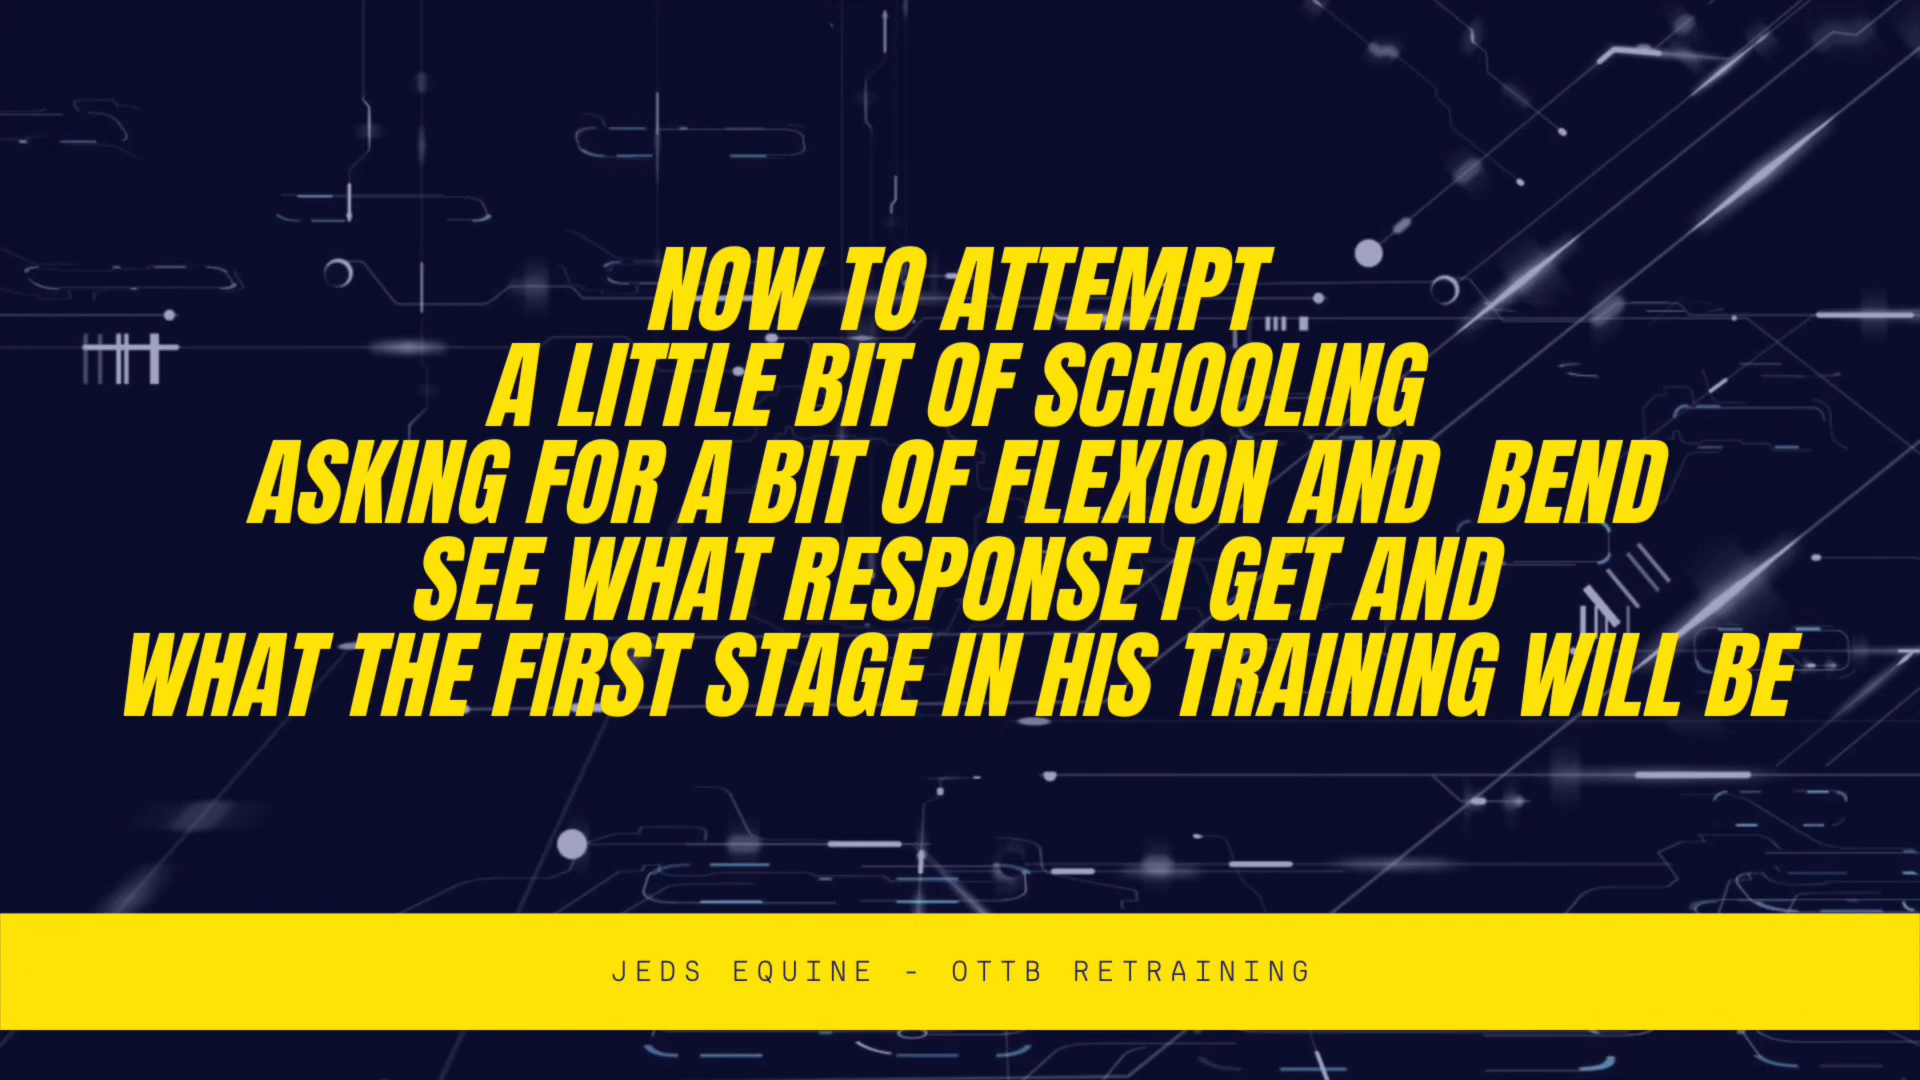 NOW TO ATTEMPT
A LITTLE BIT OF SCHOOLING
ASKING FOR A BIT OF FLEXION AND  BEND
SEE WHAT RESPONSE I GET AND
WHAT THE FIRST STAGE IN HIS TRAINING WILL BE
JEDS EQUINE - OTTB RETRAINING